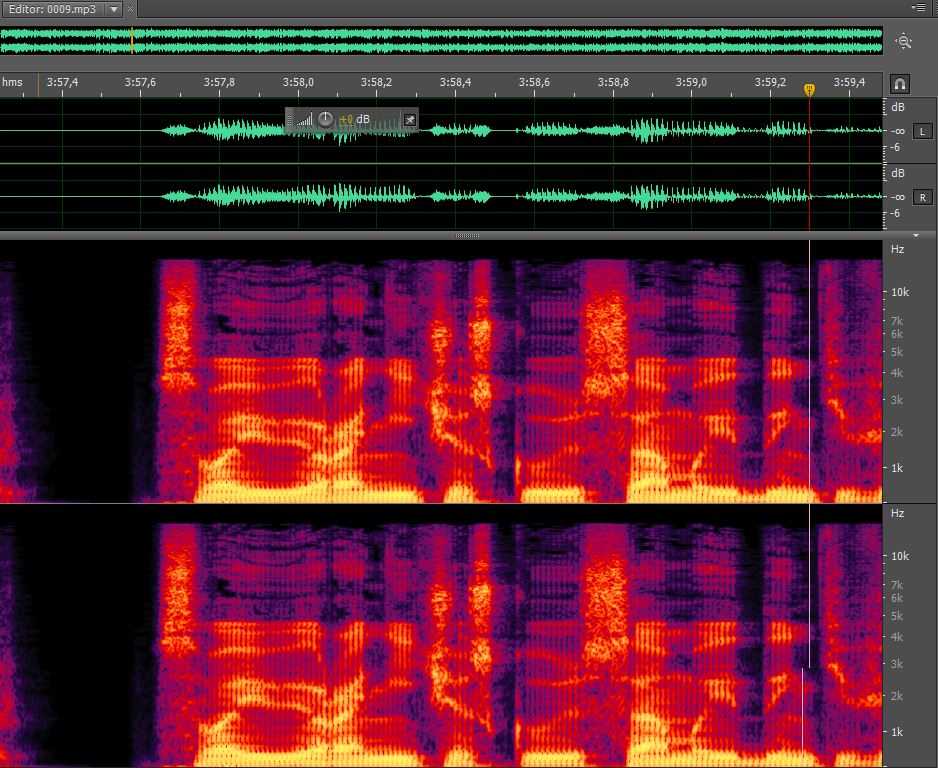 Editor: 0009.mp3
hms 3:57,4 3:57,6 3:57,8 3:58,0 3:58,2 3:58,4 3:58,6 3:58,8 3:59,0 3:59,2 3:59,4
dB
+0 dB
-∞ L
-6
dB
-∞ R
-6
Hz
10k
7k
6k
5k
4k
3k
2k
1k
Hz
10k
7k
6k
5k
4k
3k
2k
1k